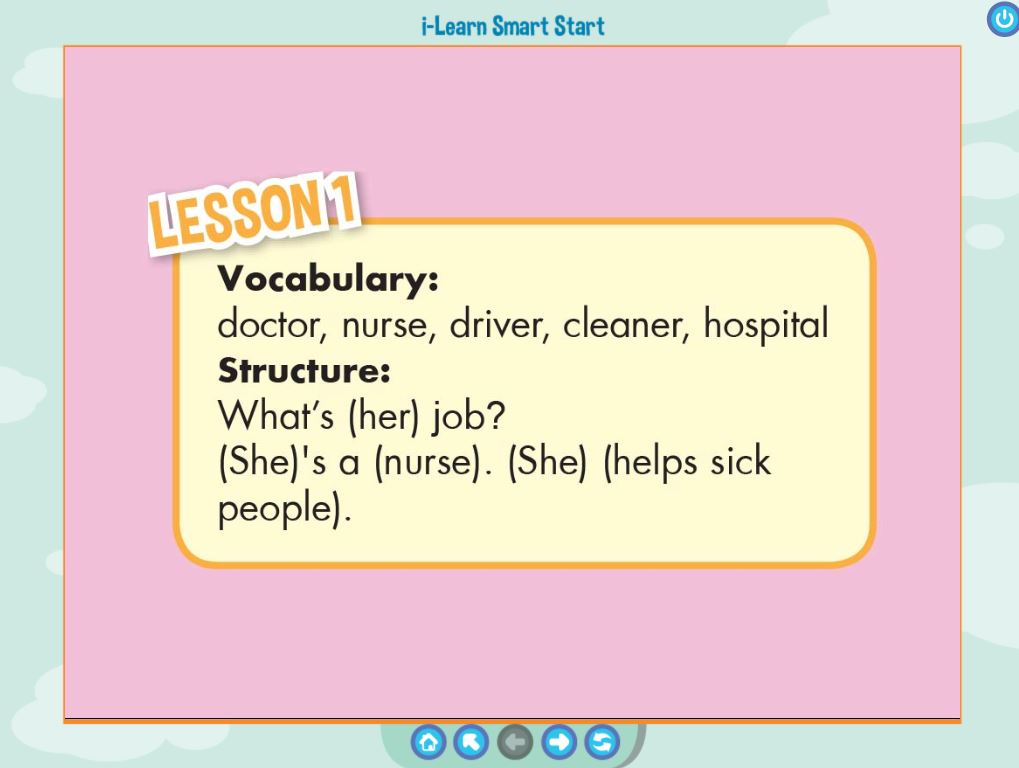 i-Learn Smart Start
LESSON 1
Vocabulary:
doctor, nurse, driver, cleaner, hospital
Structure:
What’s (her) job?
(She)'s a (nurse). (She) (helps sick
people).